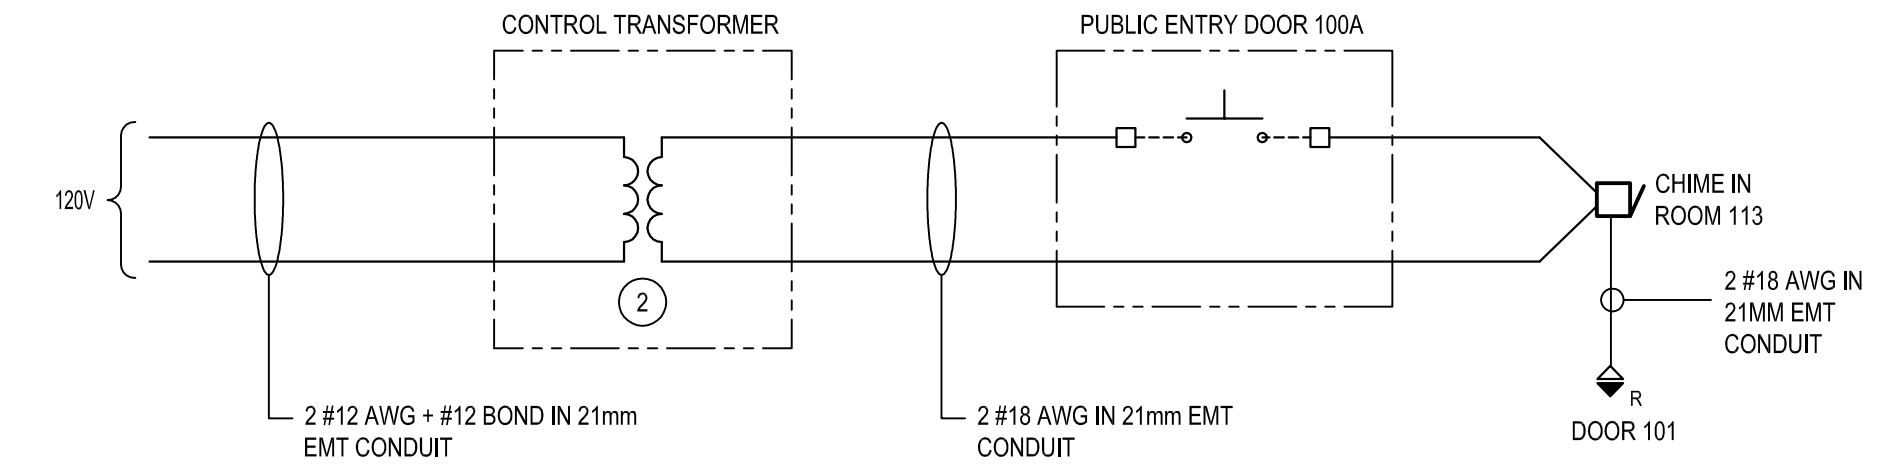 CONTROL TRANSFORMER
PUBLIC ENTRY DOOR 100A
120V
CHIME IN
ROOM 113
2
2 #18 AWG IN
21MM EMT
CONDUIT
2 #12 AWG + #12 BOND IN 21mm
EMT CONDUIT
2 #18 AWG IN 21mm EMT
CONDUIT
R
DOOR 101